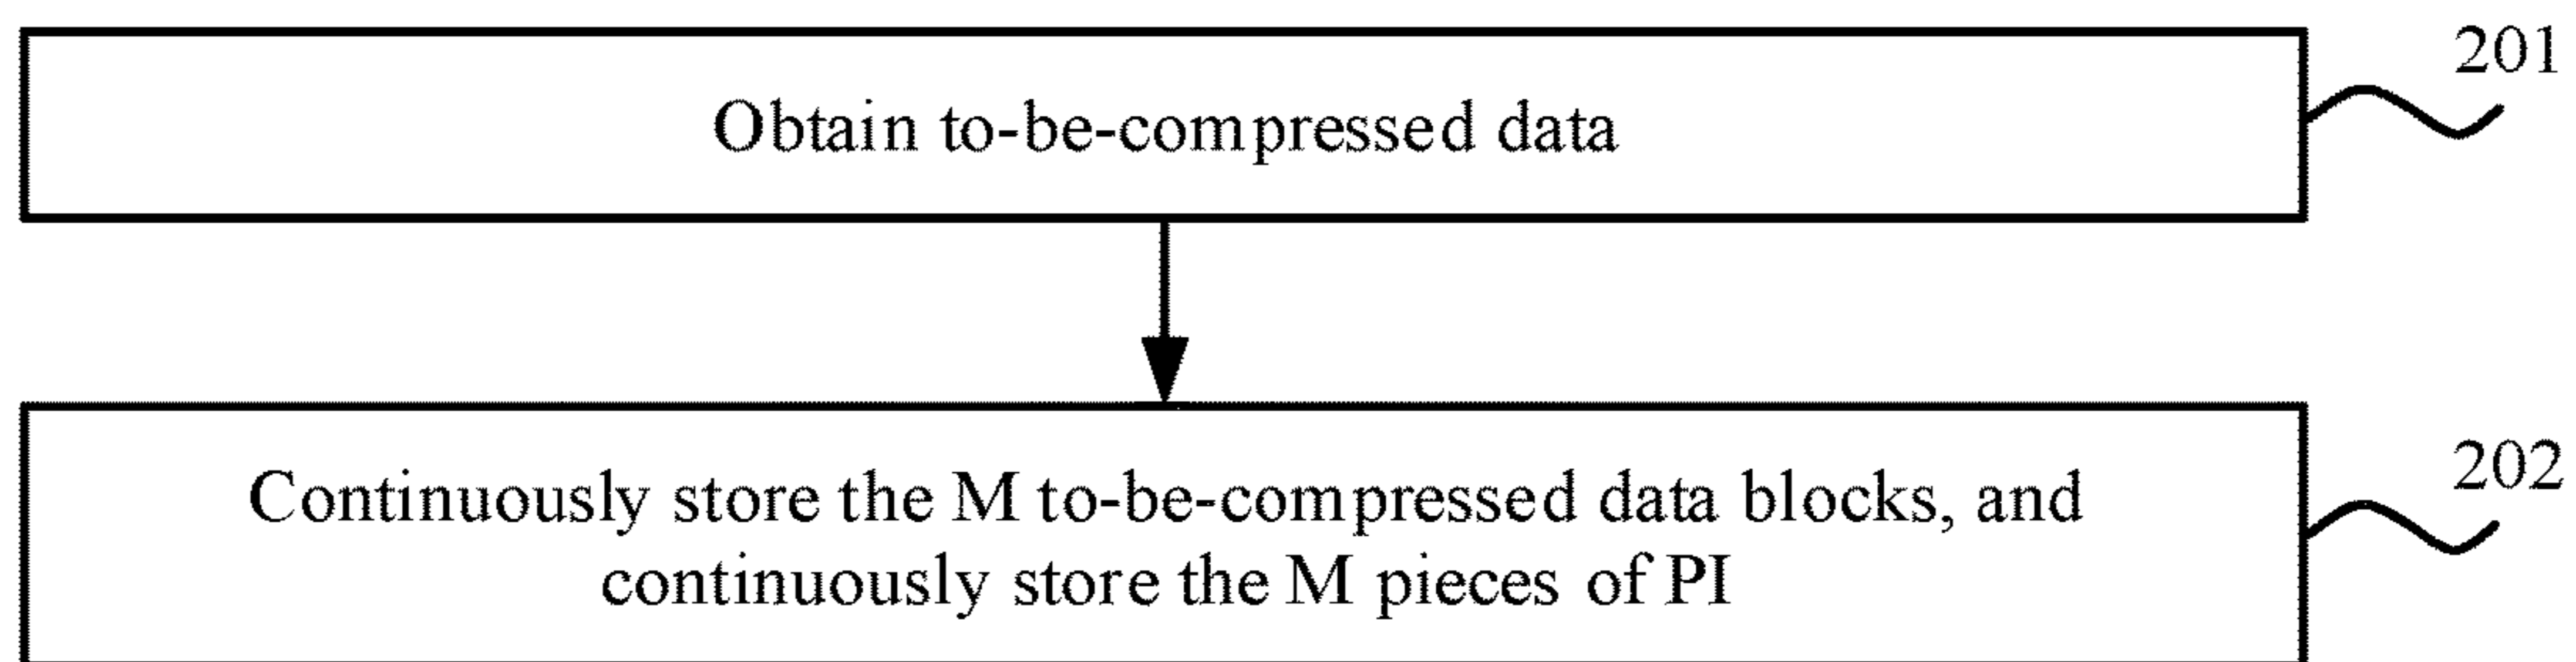 201
Obtain to-be-compressed data
202
Continuously store the M to-be-compressed data blocks, and
continuously store the M pieces of PI